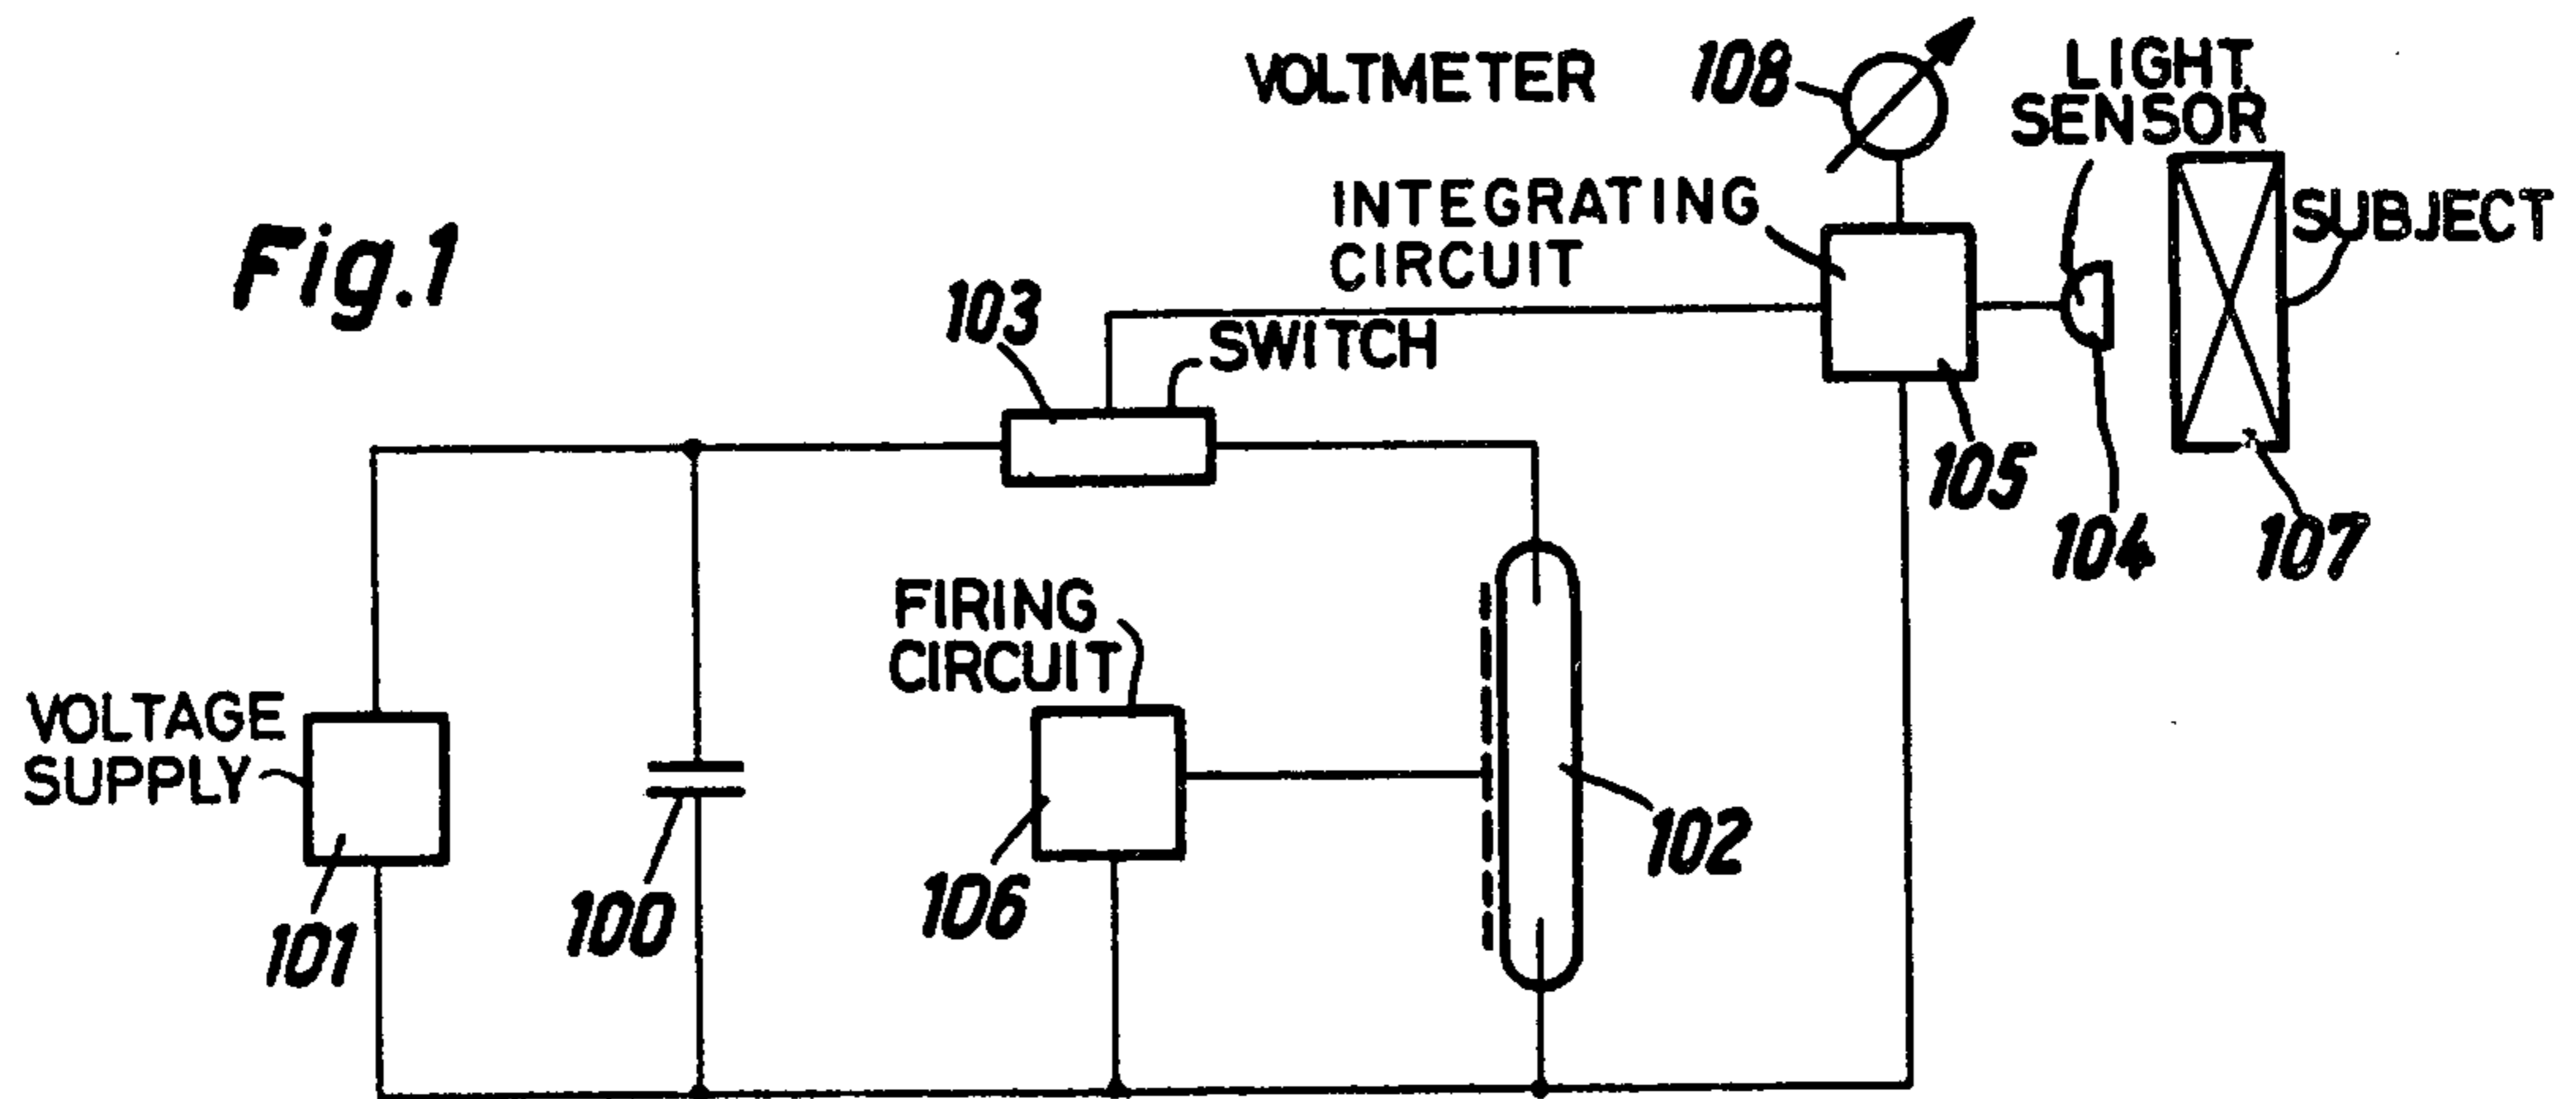 Fig.1
VOLTMETER
108
LIGHT
SENSOR
SUBJECT
INTEGRATING
CIRCUIT
103
SWITCH
105
104
107
FIRING
CIRCUIT
VOLTAGE
SUPPLY
102
106
100
101